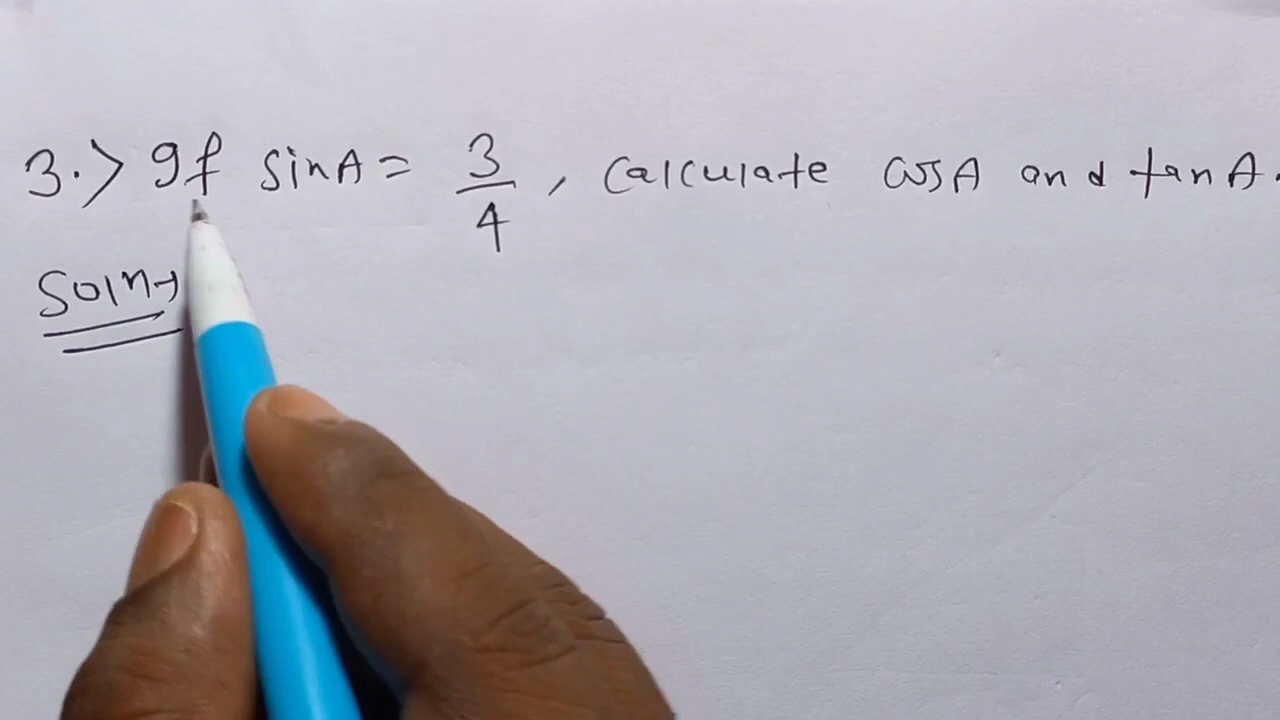 3.> If sinA = 3/4, Calculate cosA and tanA.
Soln→